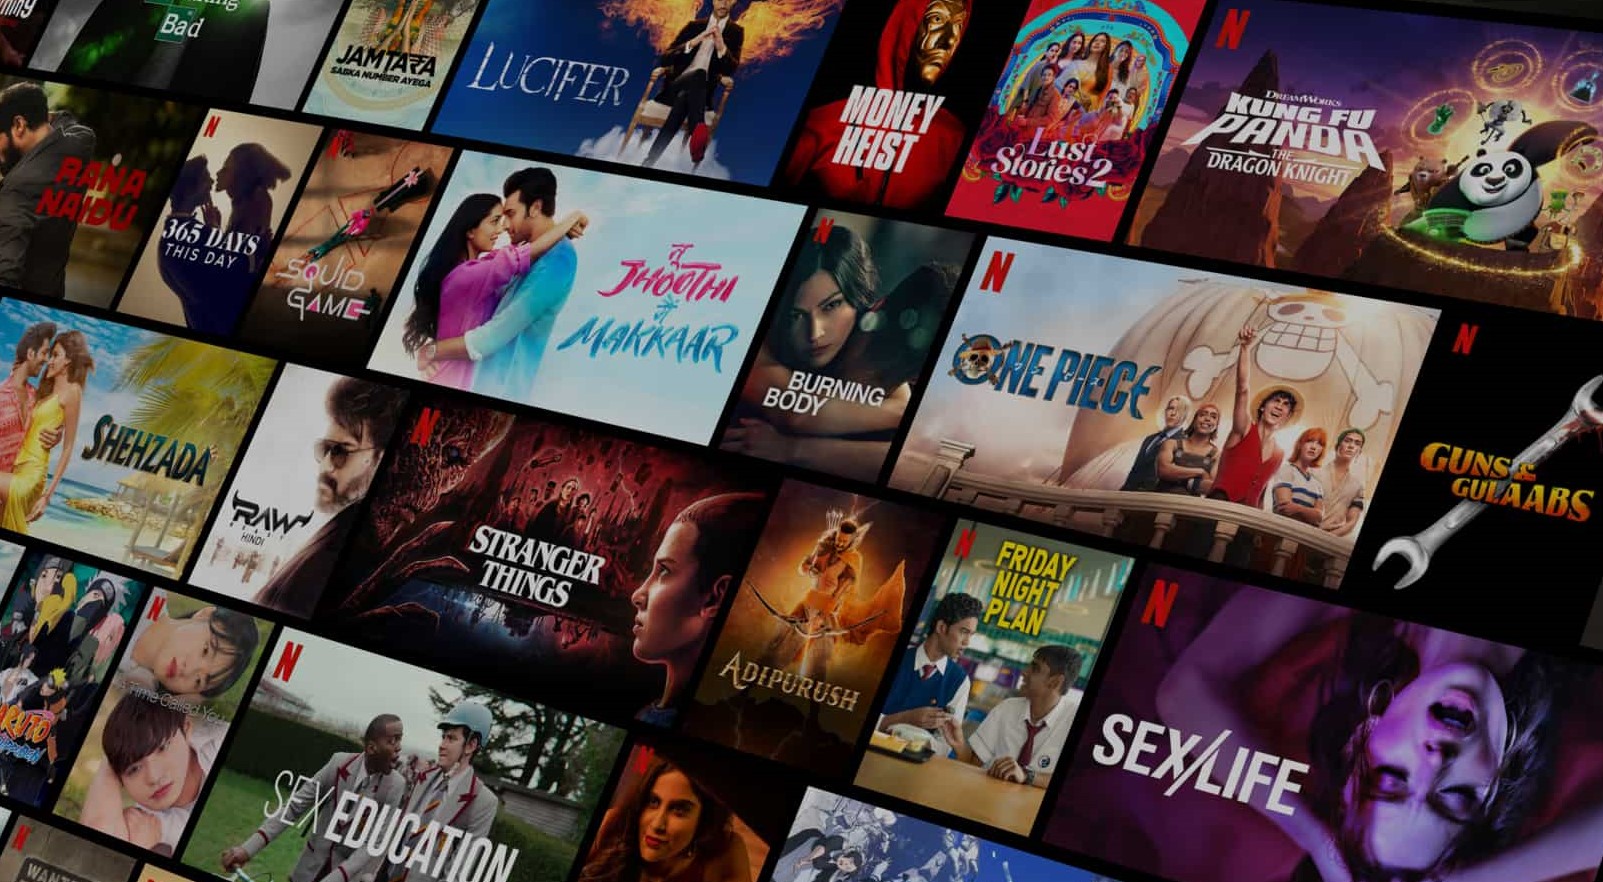 Bad
JAMTARA
SABKA NUMBER AYEGA
LUCIFER
MONEY
HEIST
Lust
Stories 2
N
DREAMWORKS
KUNG FU
PANDA
THE
DRAGON KNIGHT
RANA
NAIDU
N
365 DAYS
THIS DAY
SQUID
GAME
तू
JHOOTHI
मैं
MAKKAAR
N
BURNING
BODY
N
ONE PIECE
N
GUNS &
GULAABS
SHEHZADA
RAW
HINDI
N
STRANGER
THINGS
ADIPURUSH
N
FRIDAY
NIGHT
PLAN
N
SEX/LIFE
N
A Time Called You
N
SEX EDUCATION
N
N